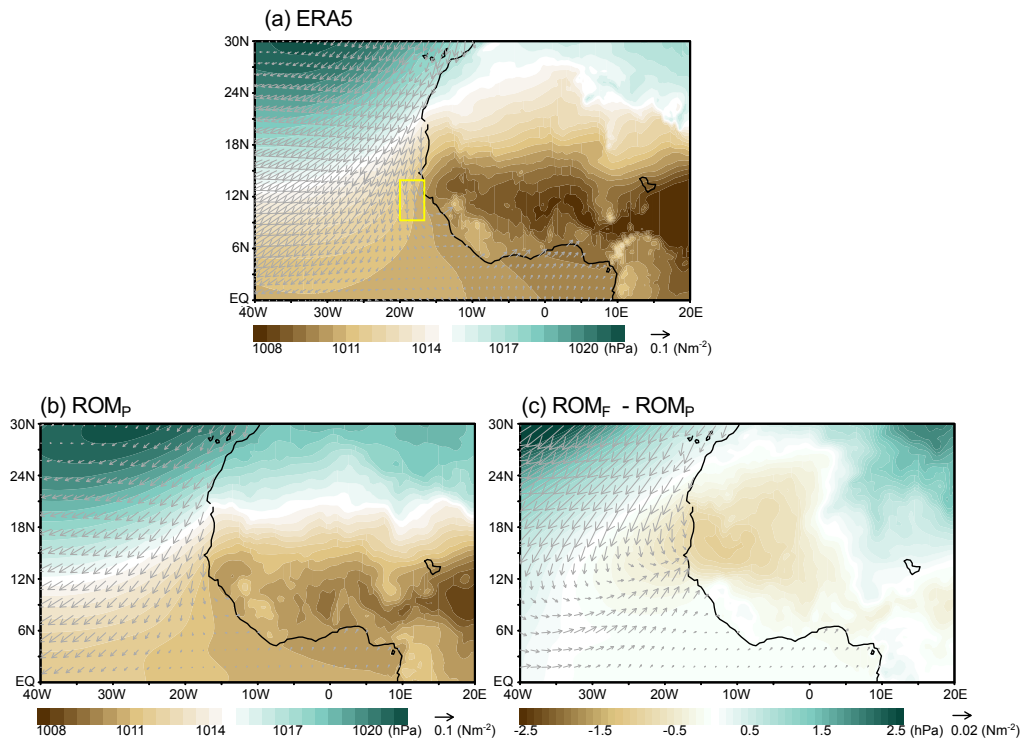 (a) ERA5
30N
24N
18N
12N
6N
EQ
40W 30W 20W 10W 0 10E 20E
1008 1011 1014 1017 1020 (hPa) 0.1 (Nm-2)
(b) ROMP
30N
24N
18N
12N
6N
EQ
40W 30W 20W 10W 0 10E 20E
1008 1011 1014 1017 1020 (hPa) 0.1 (Nm-2)
(c) ROMF - ROMP
30N
24N
18N
12N
6N
EQ
40W 30W 20W 10W 0 10E 20E
-2.5 -1.5 -0.5 0.5 1.5 2.5 (hPa) 0.02 (Nm-2)